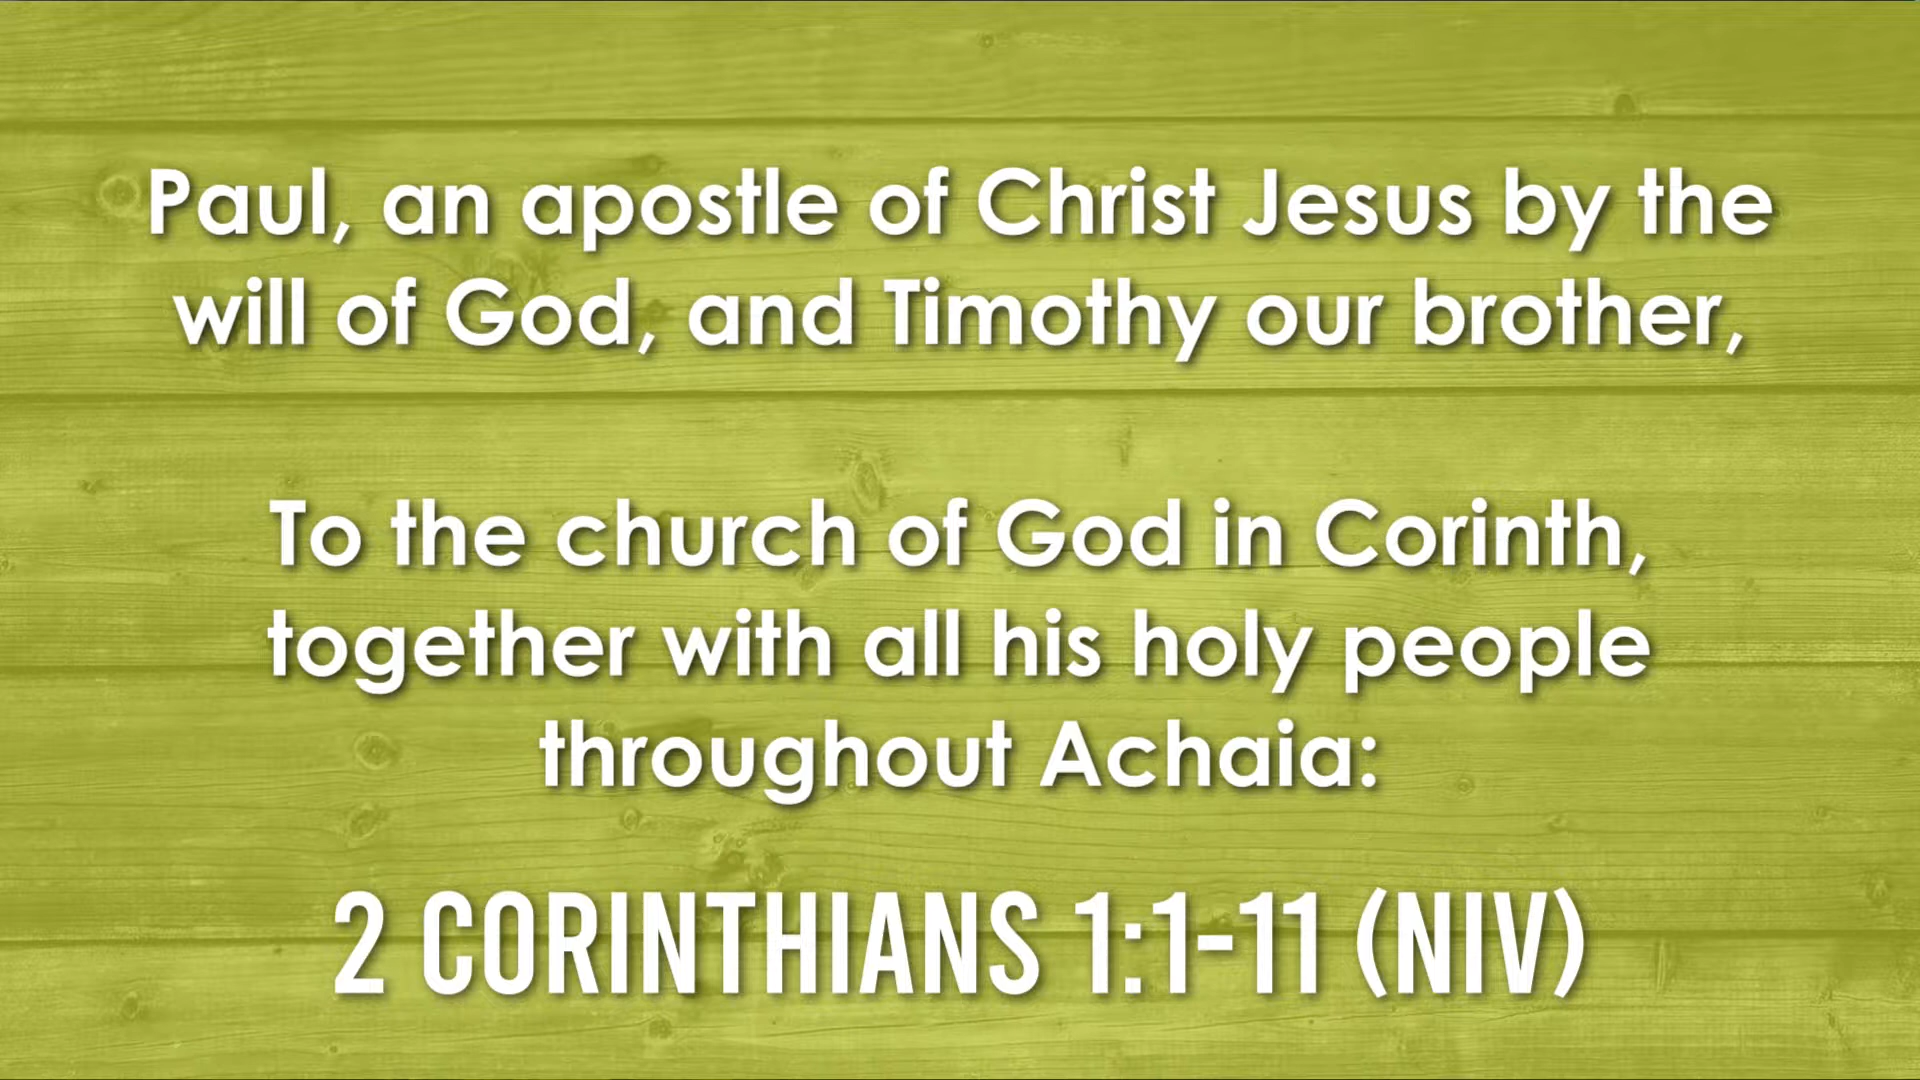 Paul, an apostle of Christ Jesus by the
will of God, and Timothy our brother,
To the church of God in Corinth,
together with all his holy people
throughout Achaia:
2 CORINTHIANS 1:1-11 (NIV)